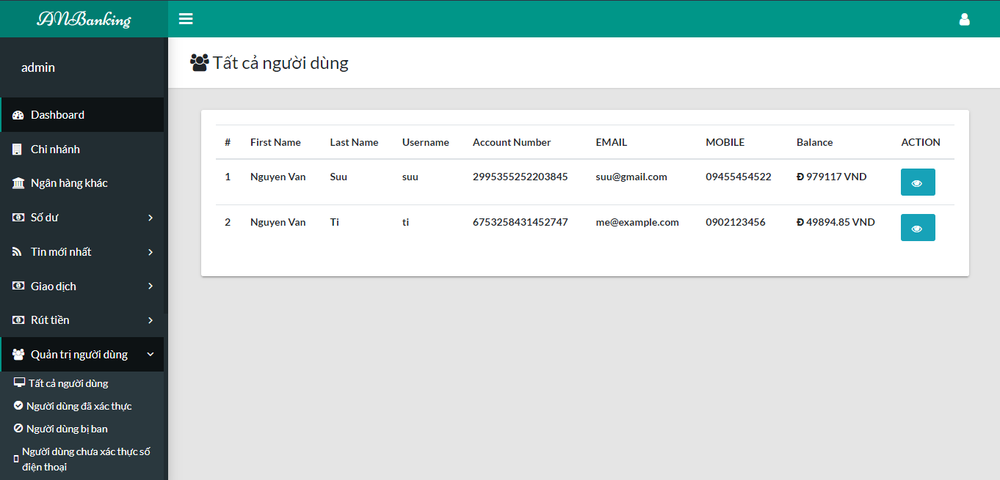 ANBanking
admin
Dashboard
Chi nhánh
Ngân hàng khác
Số dư
Tin mới nhất
Giao dịch
Rút tiền
Quản trị người dùng
Tất cả người dùng
Người dùng đã xác thực
Người dùng bị ban
Người dùng chưa xác thực số
điện thoại
Tất cả người dùng
# First Name Last Name Username Account Number EMAIL MOBILE Balance ACTION
1 Nguyen Van Suu suu 2995355252203845 suu@gmail.com 09455454522 Đ 979117 VND
2 Nguyen Van Ti ti 6753258431452747 me@example.com 0902123456 Đ 49894.85 VND